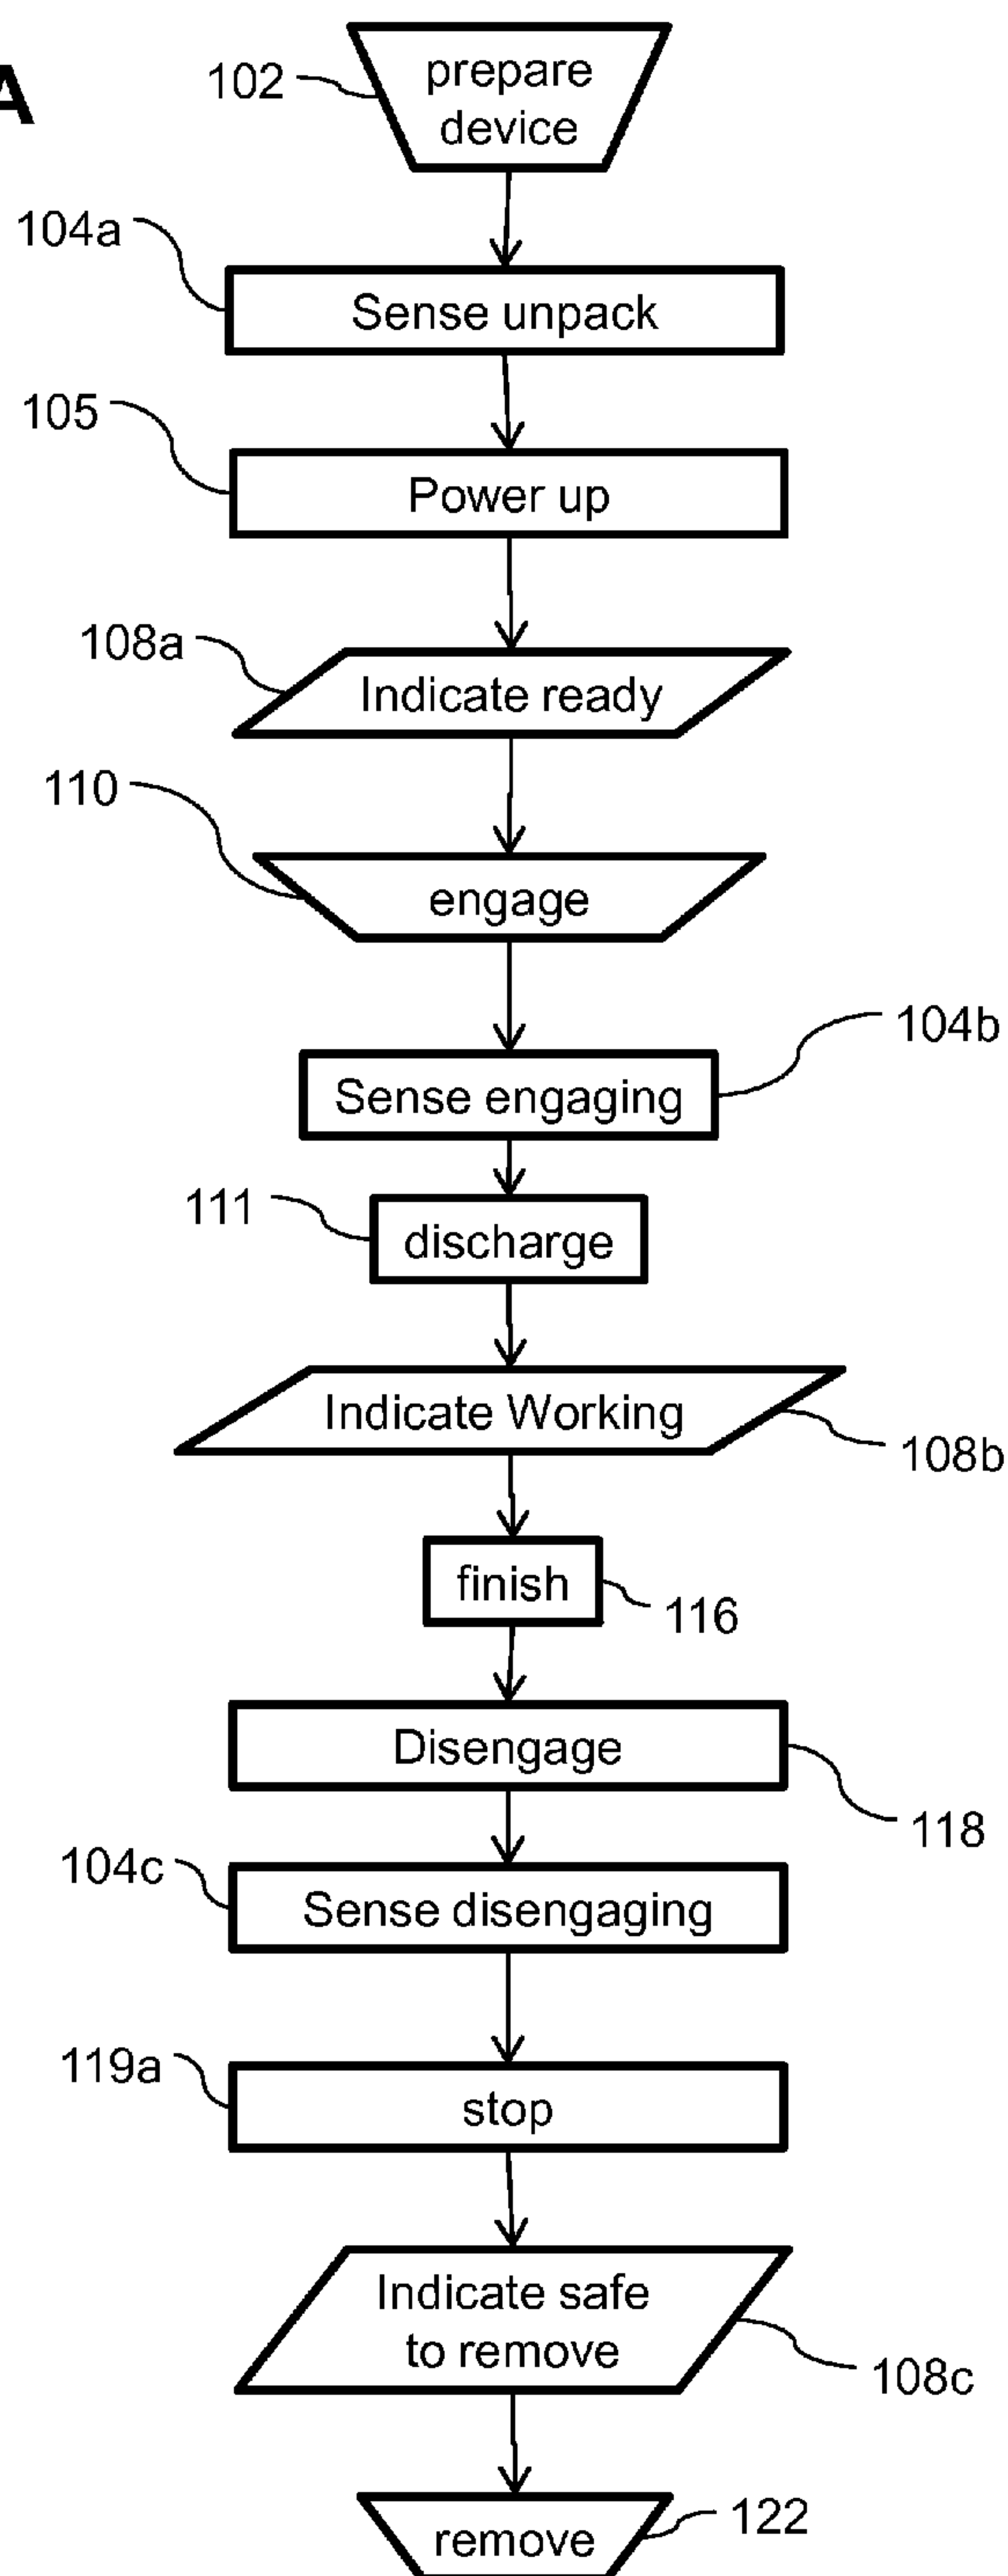 A
102
prepare
device
104a
Sense unpack
105
Power up
108a
Indicate ready
110
engage
104b
Sense engaging
111
discharge
Indicate Working
108b
finish
116
Disengage
118
104c
Sense disengaging
119a
stop
Indicate safe
to remove
108c
remove
122